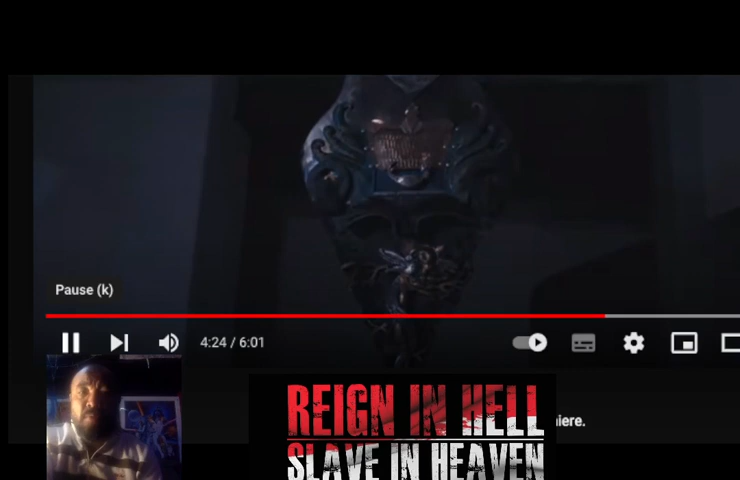 Pause (k)
4:24 / 6:01
REIGN IN HELL
iere.
SLAVE IN HEAVEN